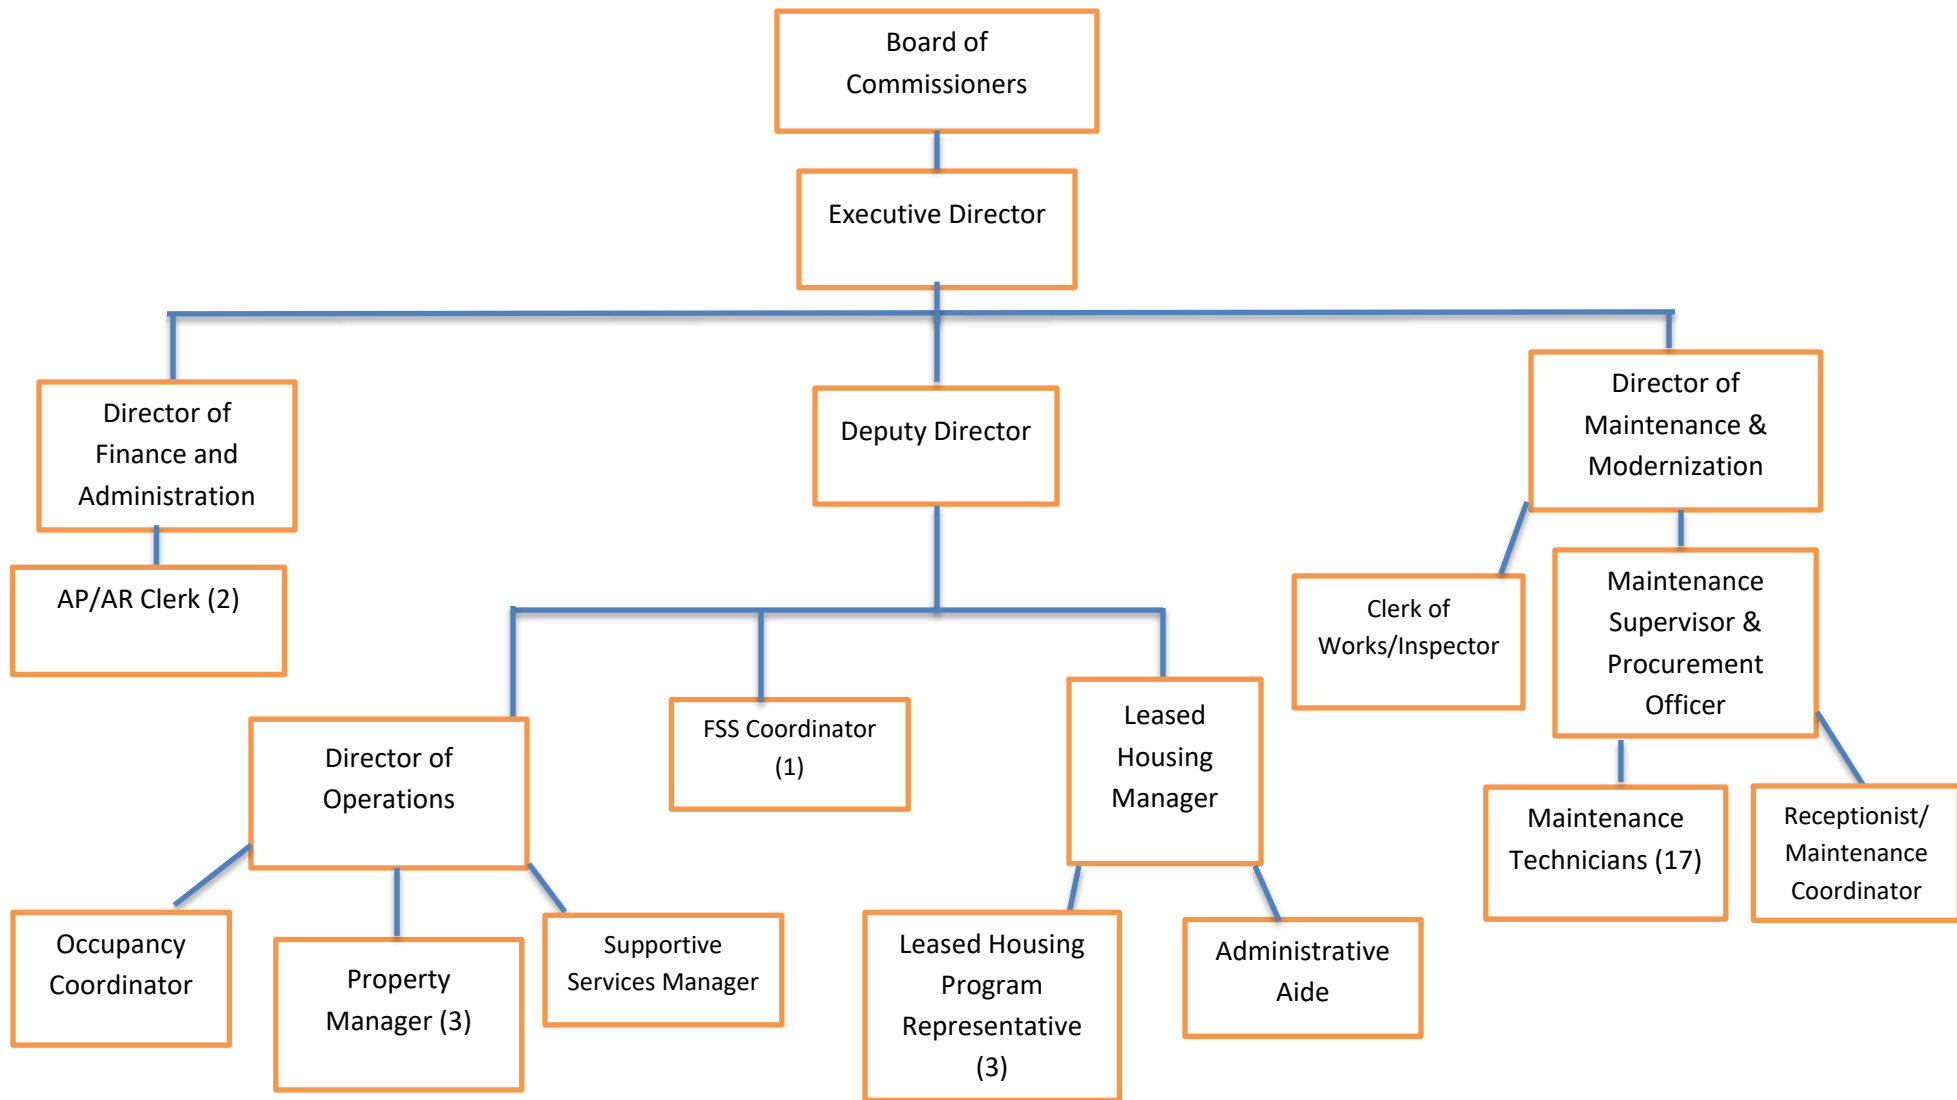 Board of
Commissioners
Executive Director
Director of
Finance and
Administration
Deputy Director
Director of
Maintenance &
Modernization
AP/AR Clerk (2)
Clerk of
Works/Inspector
Maintenance
Supervisor &
Procurement
Officer
Director of
Operations
FSS Coordinator
(1)
Leased
Housing
Manager
Maintenance
Technicians (17)
Receptionist/
Maintenance
Coordinator
Occupancy
Coordinator
Property
Manager (3)
Supportive
Services Manager
Leased Housing
Program
Representative
(3)
Administrative
Aide